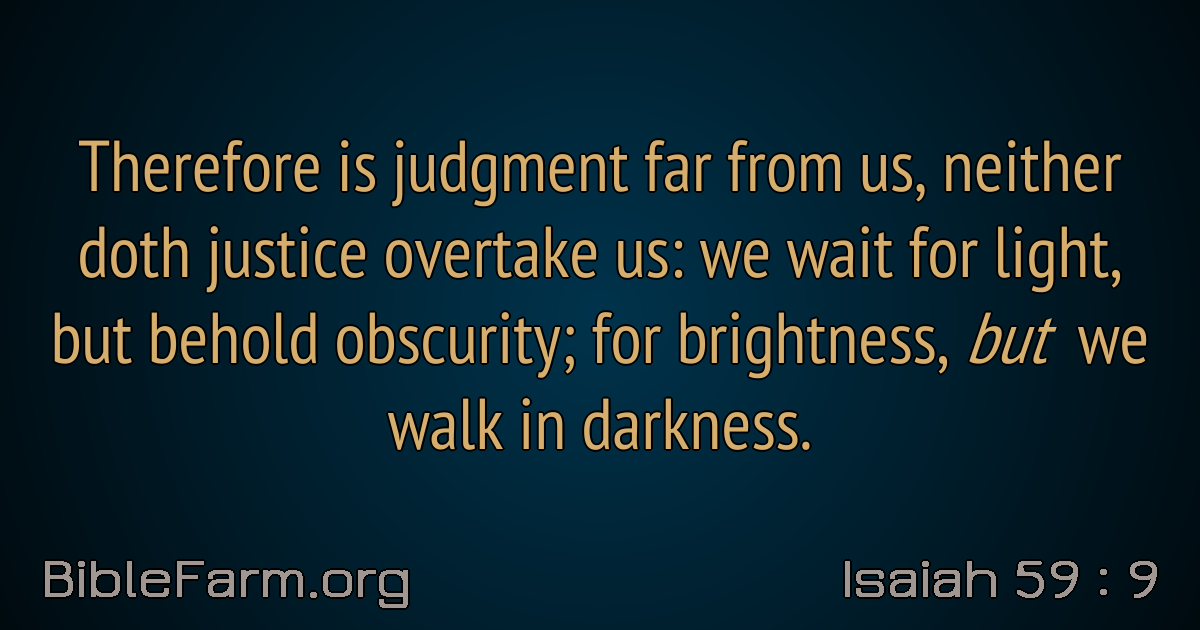 Therefore is judgment far from us, neither
doth justice overtake us: we wait for light,
but behold obscurity; for brightness, but we
walk in darkness.
BibleFarm.org
Isaiah 59 : 9